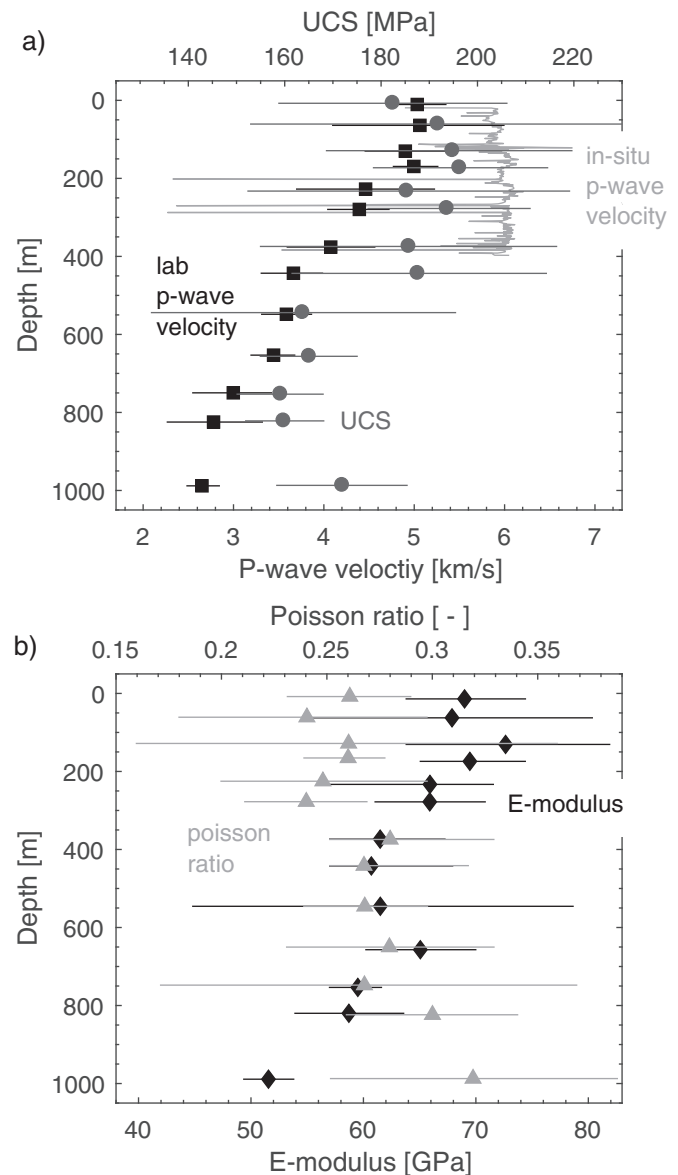 a)
UCS [MPa]
140 160 180 200 220
0
200
400
600
800
1000
Depth [m]
in-situ
p-wave
velocity
lab
p-wave
velocity
UCS
2 3 4 5 6 7
P-wave veloctiy [km/s]
b)
Poisson ratio [ - ]
0.15 0.2 0.25 0.3 0.35
0
200
400
600
800
1000
Depth [m]
E-modulus
poisson
ratio
40 50 60 70 80
E-modulus [GPa]